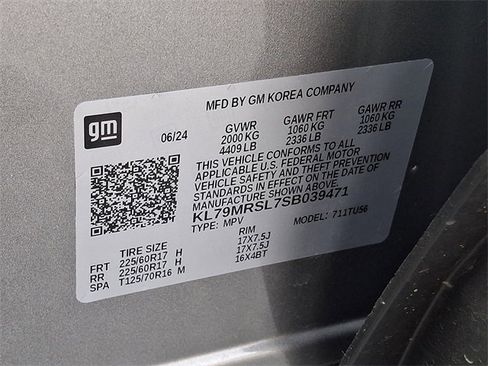 MFD BY GM KOREA COMPANY
gm
06/24
GVWR GAWR FRT GAWR RR
2000 KG 1060 KG 1060 KG
4409 LB 2336 LB 2336 LB
THIS VEHICLE CONFORMS TO ALL
APPLICABLE U.S. FEDERAL MOTOR
VEHICLE SAFETY AND THEFT PREVENTION
STANDARDS IN EFFECT ON THE DATE OF
MANUFACTURE SHOWN ABOVE.
KL79MRSL7SB039471
TYPE: MPV MODEL: 711TU56
TIRE SIZE RIM
FRT 225/60R17 H 17X7.5J
RR 225/60R17 H 17X7.5J
SPA T125/70R16 M 16X4BT